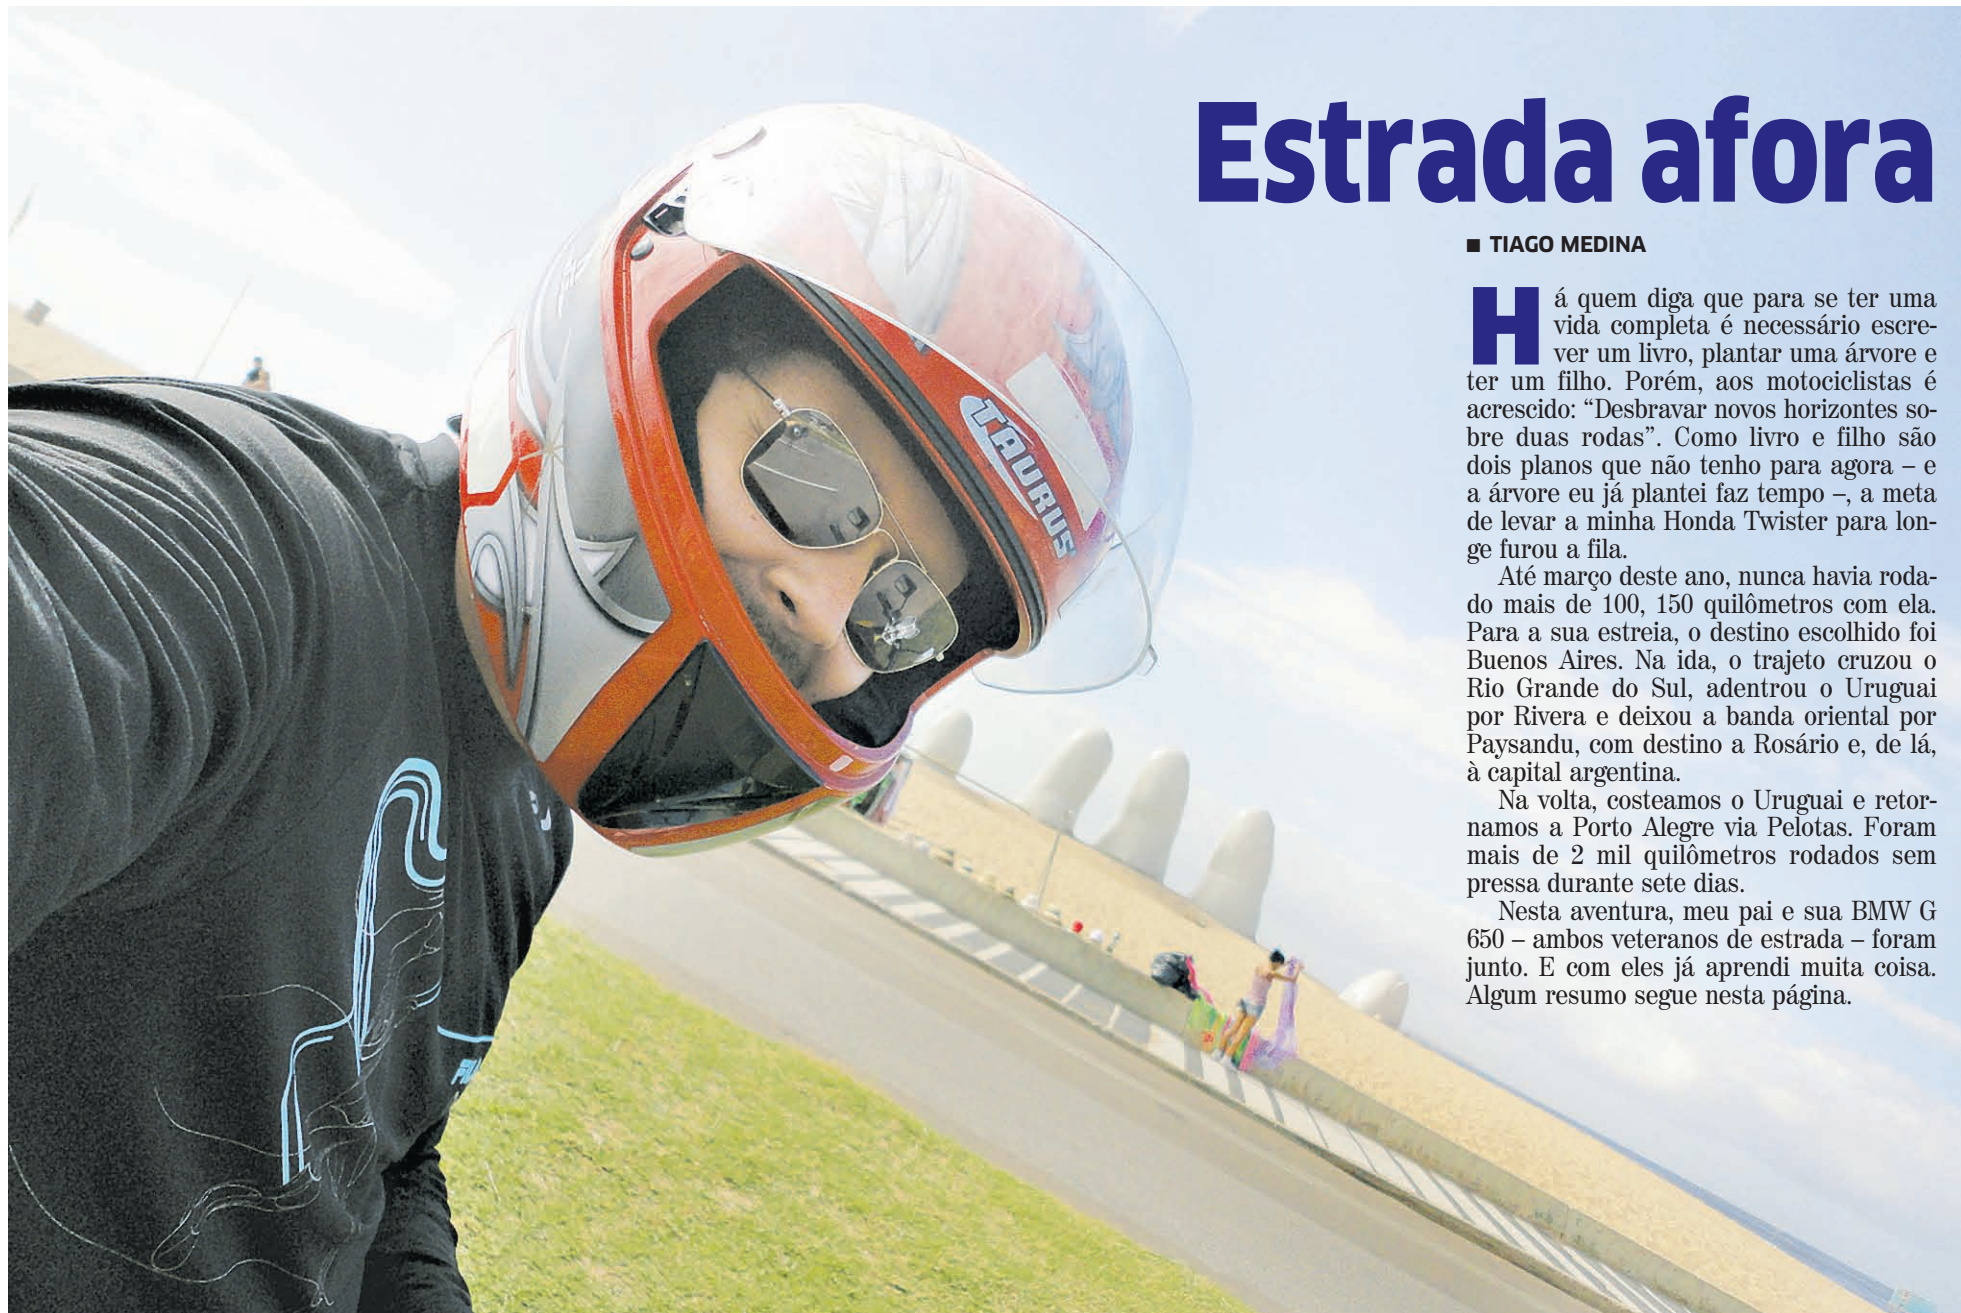 Estrada afora
■ TIAGO MEDINA
Há quem diga que para se ter uma
vida completa é necessário escre-
ver um livro, plantar uma árvore e
ter um filho. Porém, aos motociclistas é
acrescido: “Desbravar novos horizontes so-
bre duas rodas”. Como livro e filho são
dois planos que não tenho para agora – e
a árvore eu já plantei faz tempo –, a meta
de levar a minha Honda Twister para lon-
ge furou a fila.
Até março deste ano, nunca havia roda-
do mais de 100, 150 quilômetros com ela.
Para a sua estreia, o destino escolhido foi
Buenos Aires. Na ida, o trajeto cruzou o
Rio Grande do Sul, adentrou o Uruguai
por Rivera e deixou a banda oriental por
Paysandu, com destino a Rosário e, de lá,
à capital argentina.
Na volta, costeamos o Uruguai e retor-
namos a Porto Alegre via Pelotas. Foram
mais de 2 mil quilômetros rodados sem
pressa durante sete dias.
Nesta aventura, meu pai e sua BMW G
650 – ambos veteranos de estrada – foram
junto. E com eles já aprendi muita coisa.
Algum resumo segue nesta página.
TAURUS